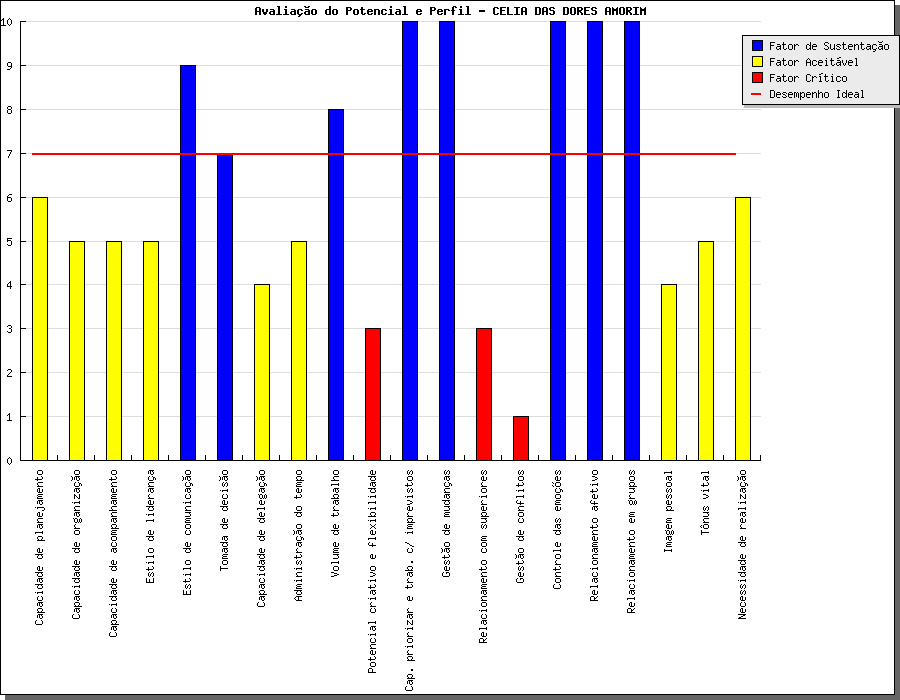 Avaliação do Potencial e Perfil - CELIA DAS DORES AMORIM
Fator de Sustentação
Fator Aceitável
Fator Crítico
Desempenho Ideal
10
9
8
7
6
5
4
3
2
1
0
Capacidade de planejamento
Capacidade de organização
Capacidade de acompanhamento
Estilo de liderança
Estilo de comunicação
Tomada de decisão
Capacidade de delegação
Administração do tempo
Volume de trabalho
Potencial criativo e flexibilidade
Cap. priorizar e trab. c/ imprevistos
Gestão de mudanças
Relacionamento com superiores
Gestão de conflitos
Controle das emoções
Relacionamento afetivo
Relacionamento em grupos
Imagem pessoal
Tônus vital
Necessidade de realização